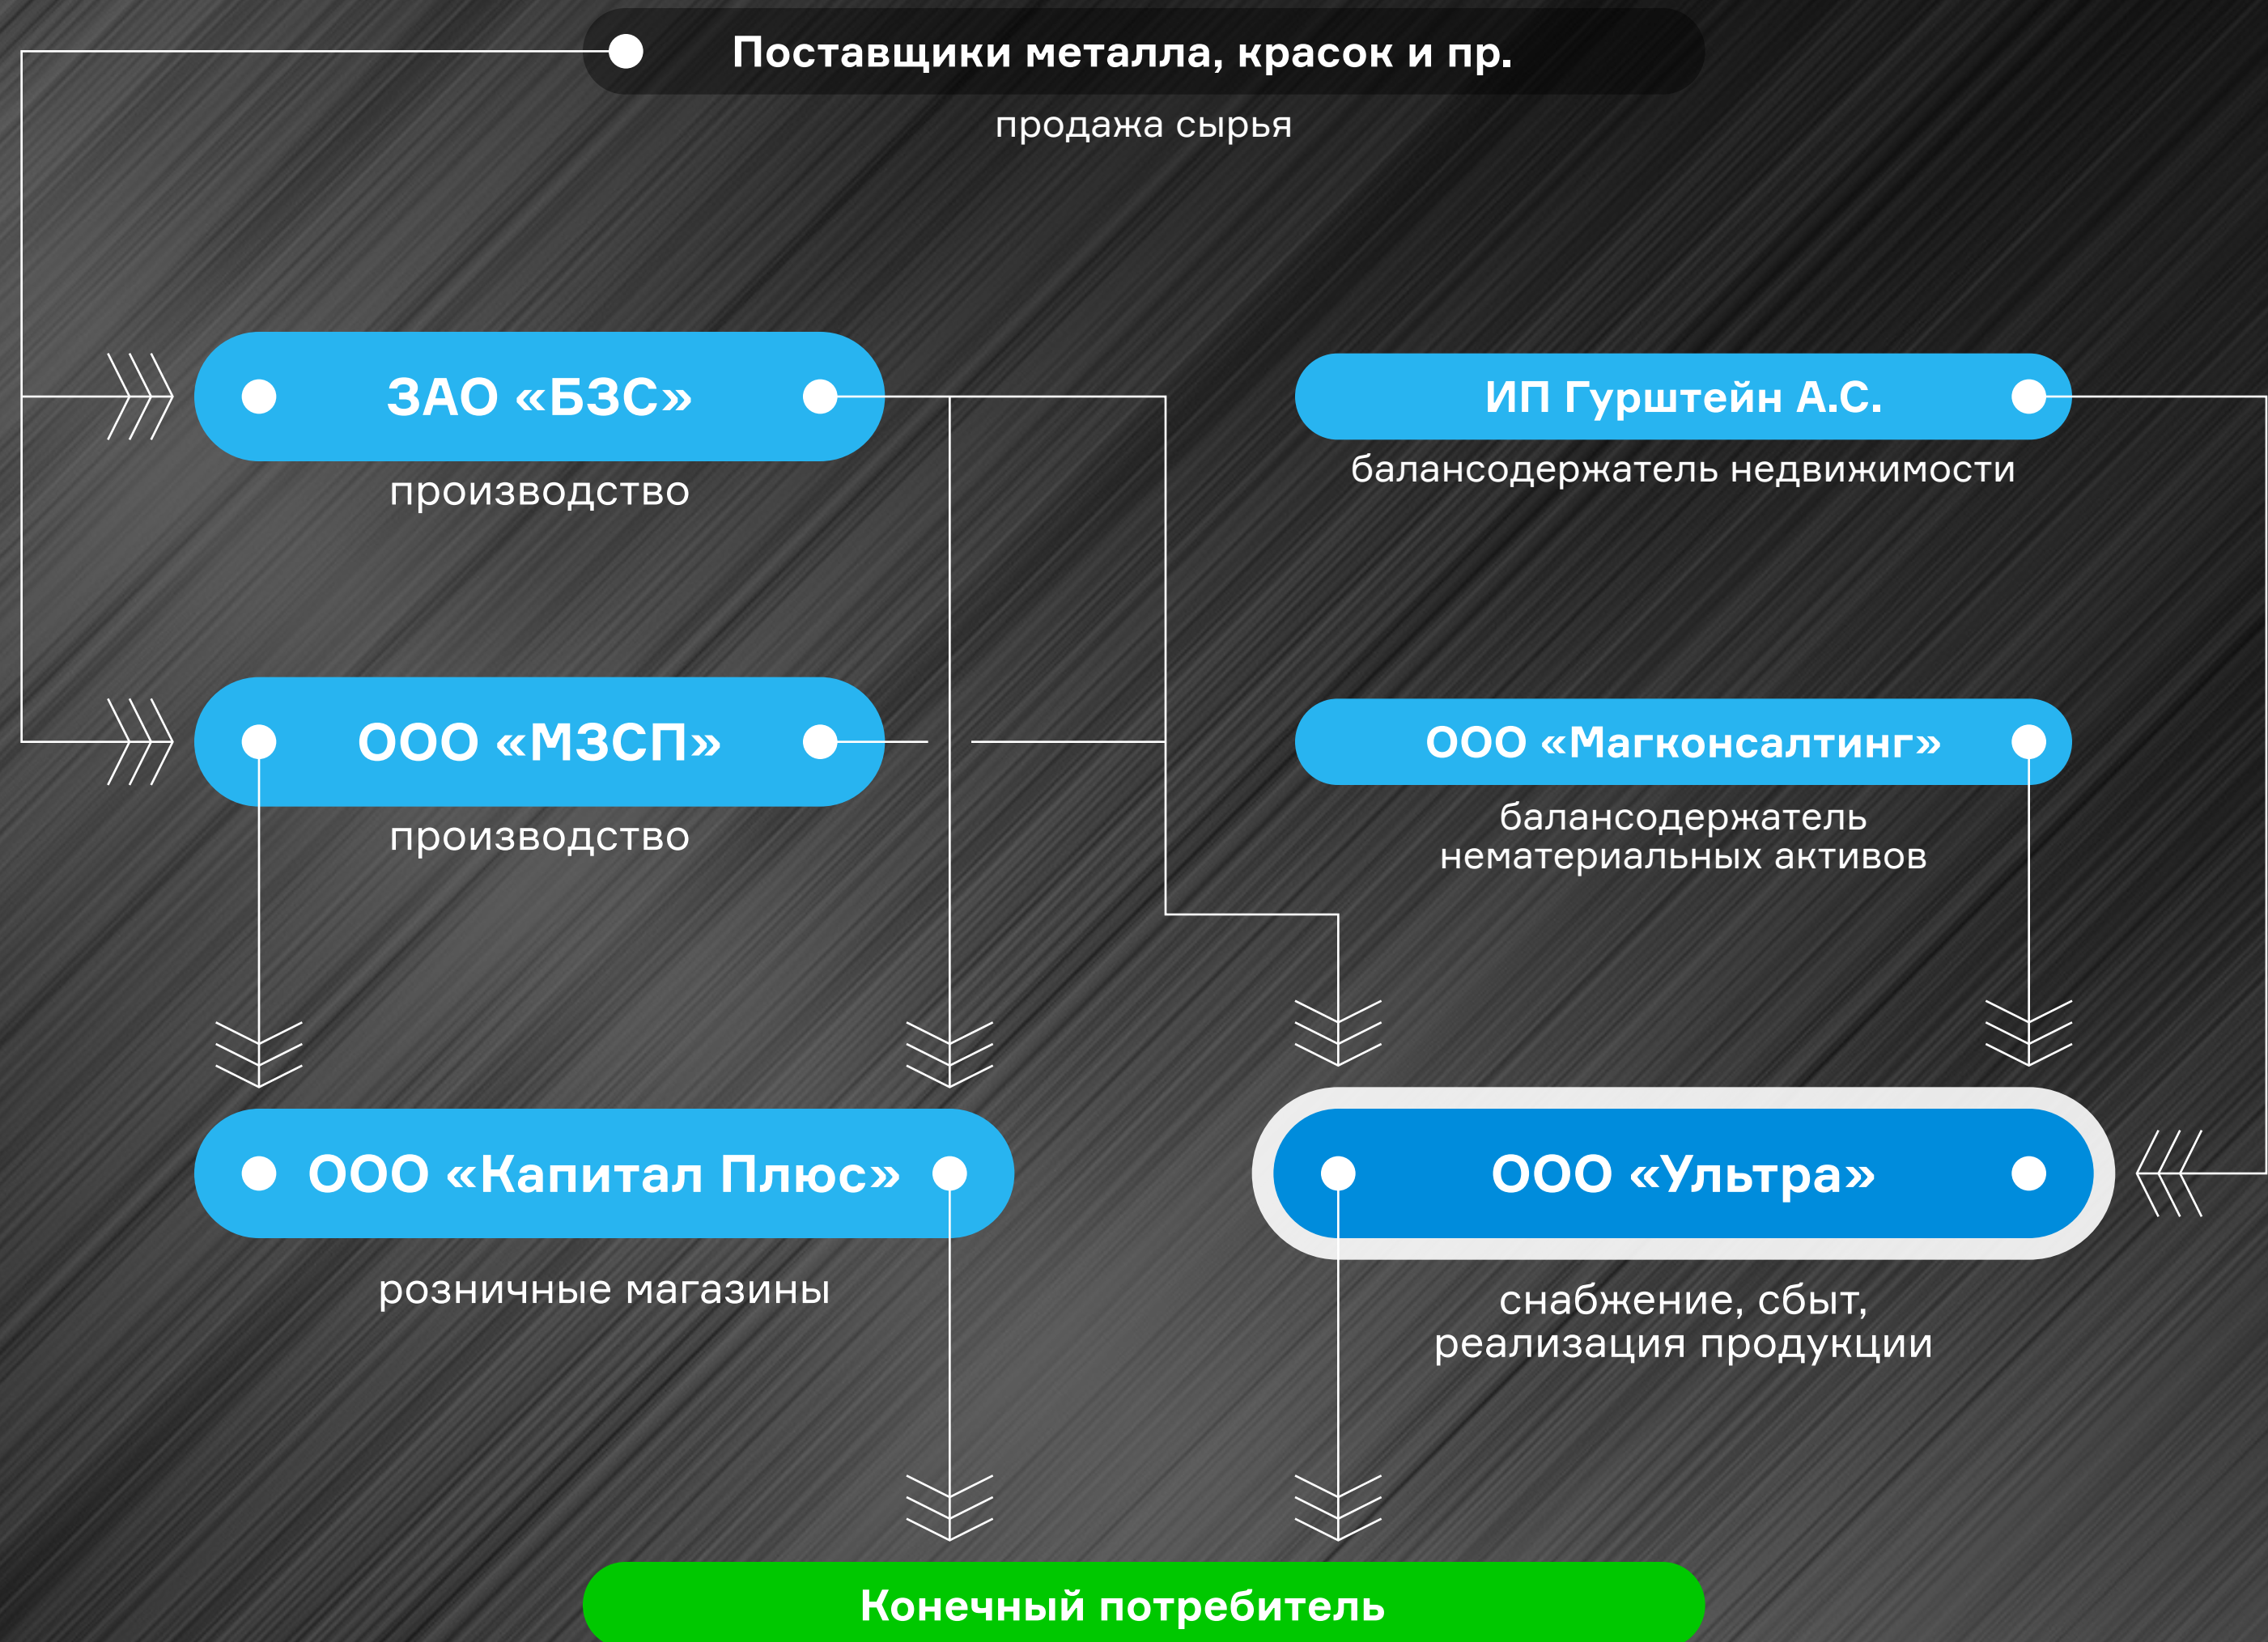 Поставщики металла, красок и пр.
продажа сырья
ЗАО «БЗС»
производство
ИП Гурштейн А.С.
балансодержатель недвижимости
ООО «МЗСП»
производство
ООО «Магконсалтинг»
балансодержатель
нематериальных активов
ООО «Капитал Плюс»
розничные магазины
ООО «Ультра»
снабжение, сбыт,
реализация продукции
Конечный потребитель